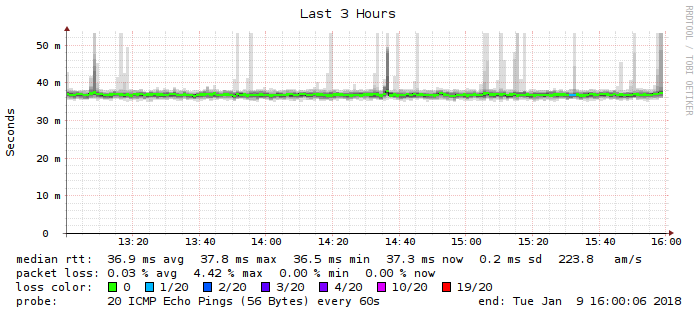 Last 3 Hours
RRDTOOL / TOBI OETIKER
Seconds
50 m
40 m
30 m
20 m
10 m
0
13:20 13:40 14:00 14:20 14:40 15:00 15:20 15:40 16:00
median rtt: 36.9 ms avg 37.8 ms max 36.5 ms min 37.3 ms now 0.2 ms sd 223.8 am/s
packet loss: 0.03 % avg 4.42 % max 0.00 % min 0.00 % now
loss color: 0 1/20 2/20 3/20 4/20 10/20 19/20
probe: 20 ICMP Echo Pings (56 Bytes) every 60s end: Tue Jan 9 16:00:06 2018